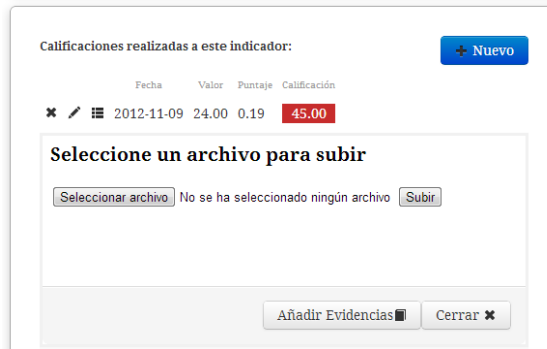 Calificaciones realizadas a este indicador:
Nuevo
Fecha Valor Puntaje Calificación
2012-11-09 24.00 0.19 45.00
Seleccione un archivo para subir
Seleccionar archivo No se ha seleccionado ningún archivo Subir
Añadir Evidencias Cerrar